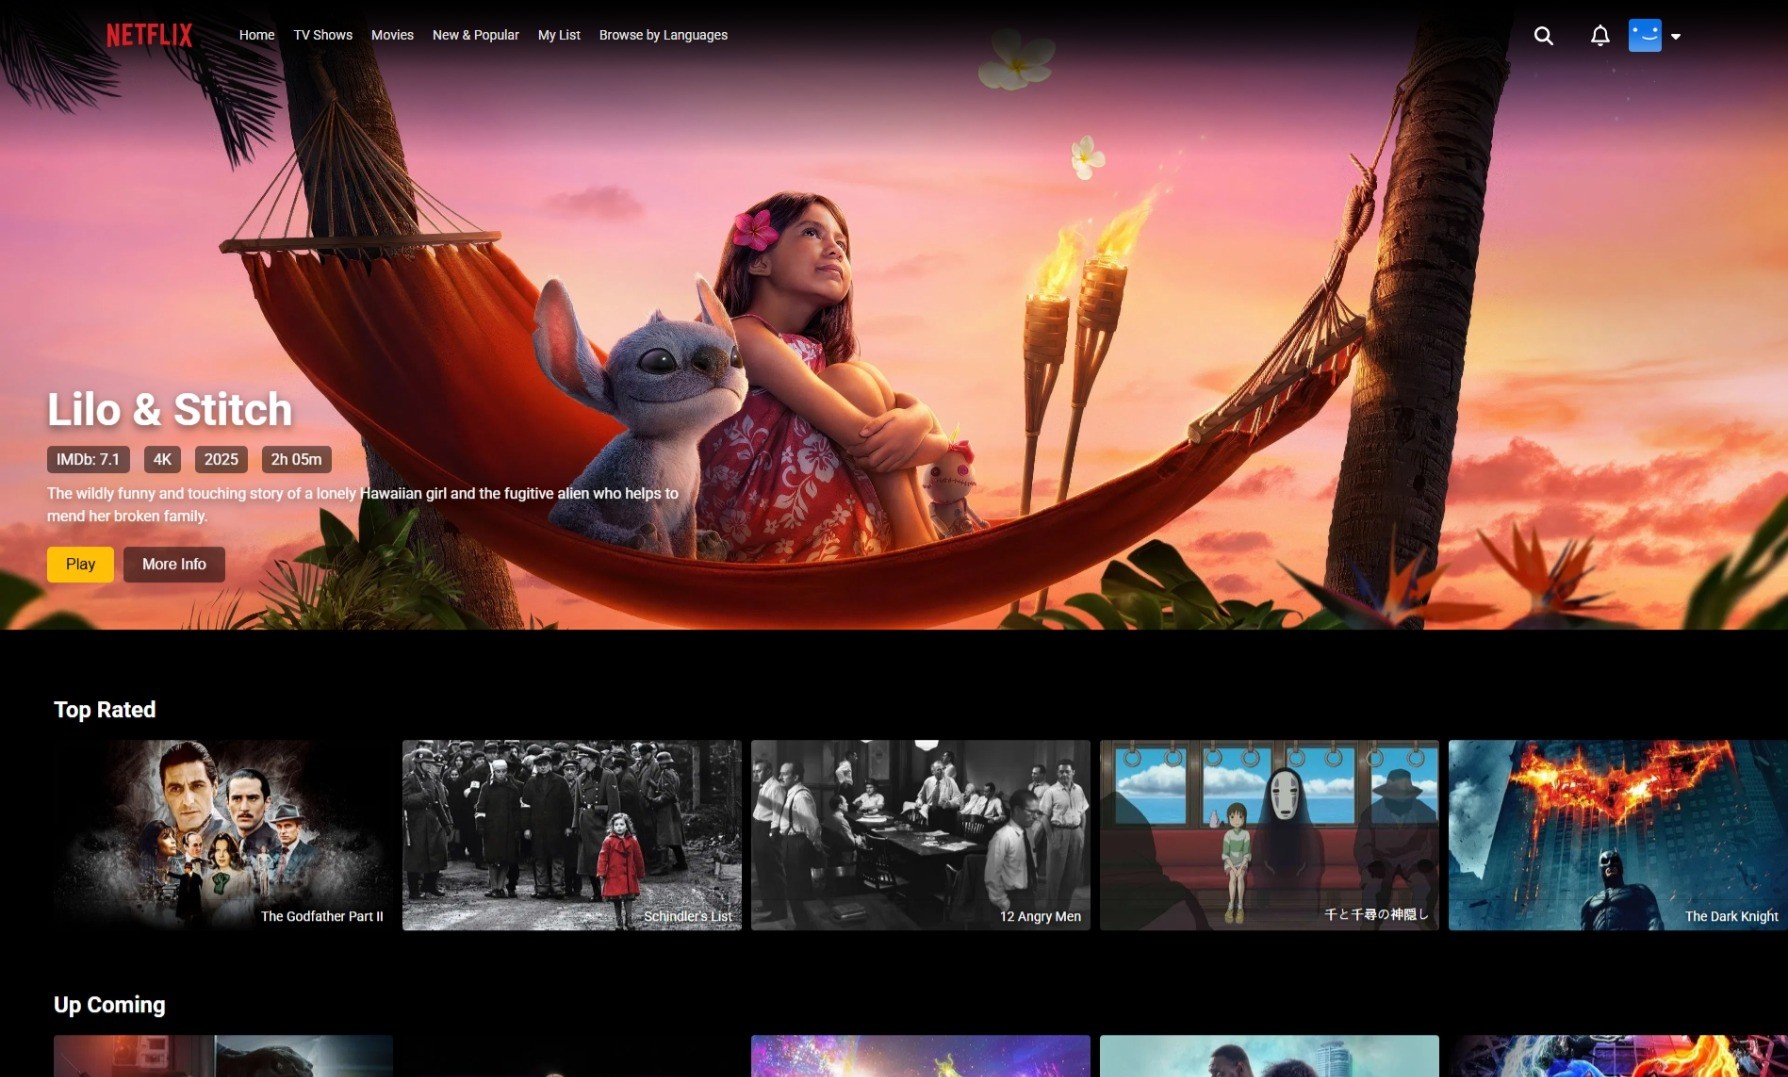 NETFLIX
Home TV Shows Movies New & Popular My List Browse by Languages
Lilo & Stitch
IMDb: 7.1 4K 2025 2h 05m
The wildly funny and touching story of a lonely Hawaiian girl and the fugitive alien who helps to
mend her broken family.
Play More Info
Top Rated
The Godfather Part II
Schindler's List
12 Angry Men
千と千尋の神隠し
The Dark Knight
Up Coming